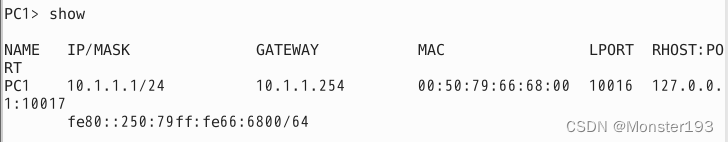 PC1> show
NAME   IP/MASK              GATEWAY           MAC                LPORT  RHOST:PO
RT
PC1    10.1.1.1/24          10.1.1.254        00:50:79:66:68:00  10016  127.0.0.
1:10017
       fe80::250:79ff:fe66:6800/64
CSDN @Monster193